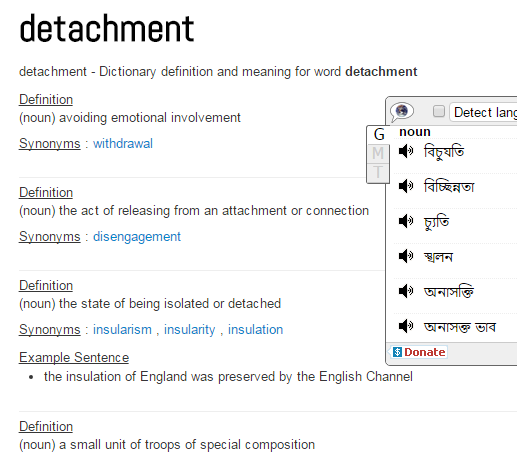 detachment
detachment - Dictionary definition and meaning for word detachment
Definition
(noun) avoiding emotional involvement
Synonyms : withdrawal
Definition
(noun) the act of releasing from an attachment or connection
Synonyms : disengagement
Definition
(noun) the state of being isolated or detached
Synonyms : insularism , insularity , insulation
Example Sentence
• the insulation of England was preserved by the English Channel
Definition
(noun) a small unit of troops of special composition
Detect lang
G
M
T
noun
বিচু্যতি
বিচ্ছিন্নতা
চ্যুতি
স্খলন
অনাসক্তি
অনাসক্ত ভাব
$ Donate